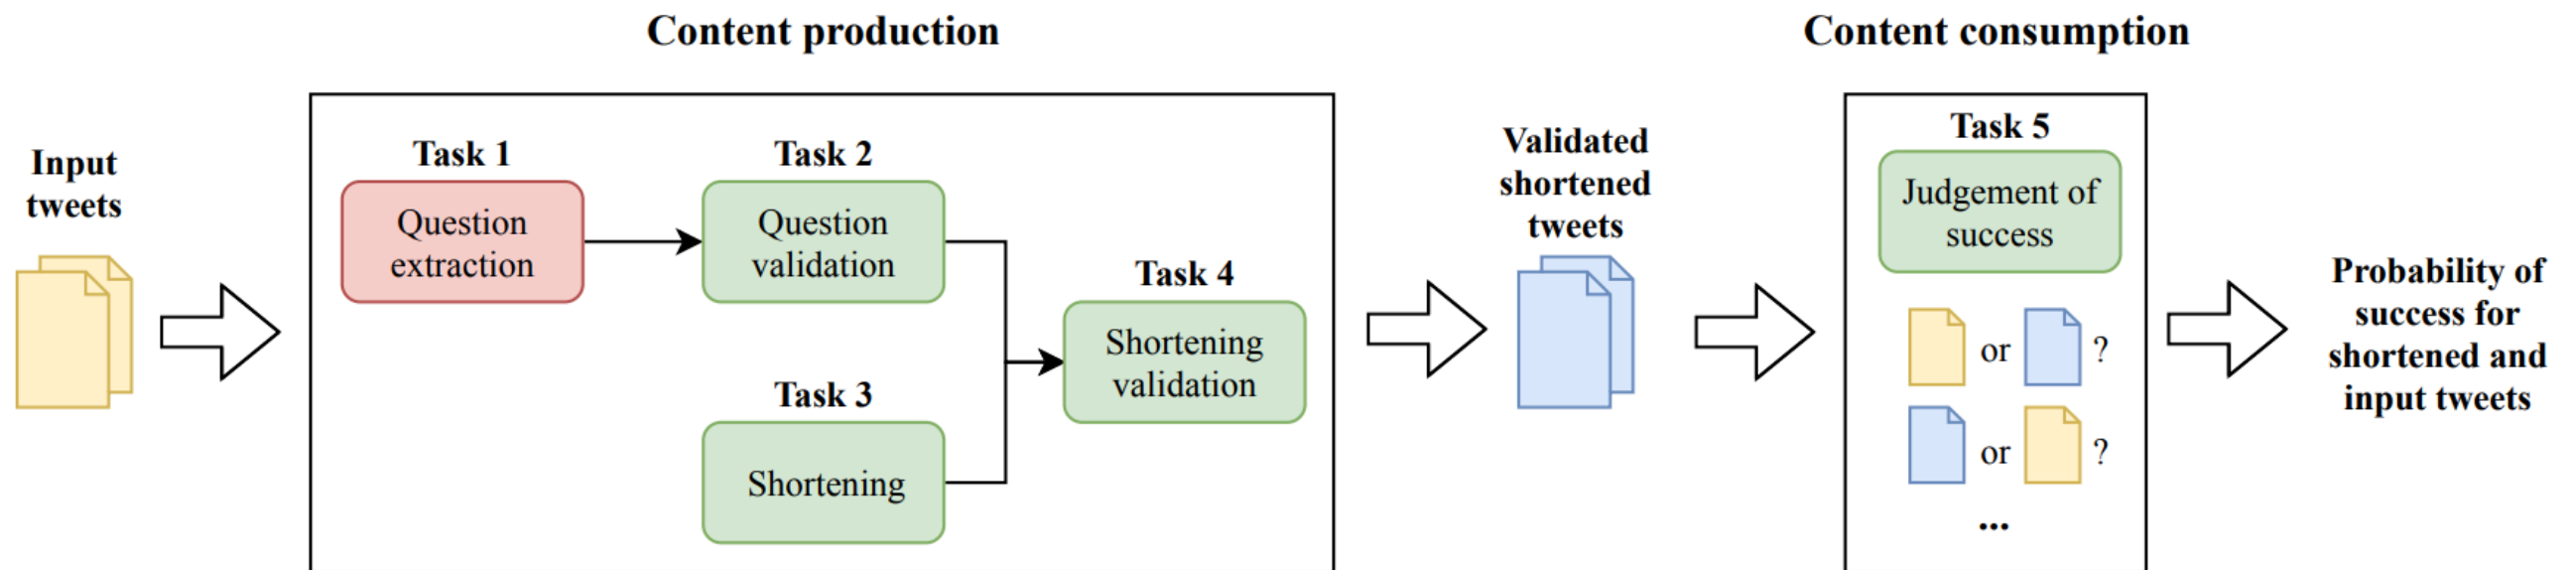 Content production
Content consumption
Input
tweets
Task 1
Question
extraction
Task 2
Question
validation
Task 3
Shortening
Task 4
Shortening
validation
Validated
shortened
tweets
Task 5
Judgement of
success
or ?
or ?
...
Probability of
success for
shortened and
input tweets